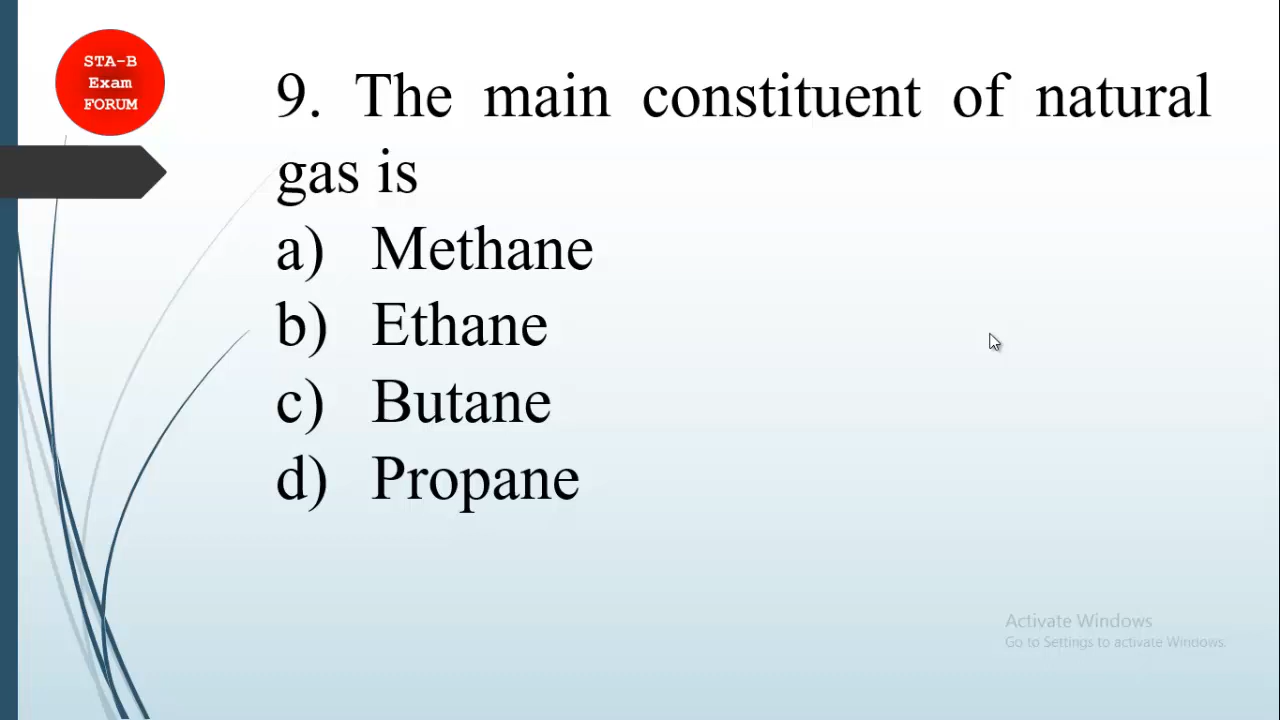 STA-B
Exam
FORUM
9. The main constituent of natural
gas is
a) Methane
b) Ethane
c) Butane
d) Propane
Activate Windows
Go to Settings to activate Windows.